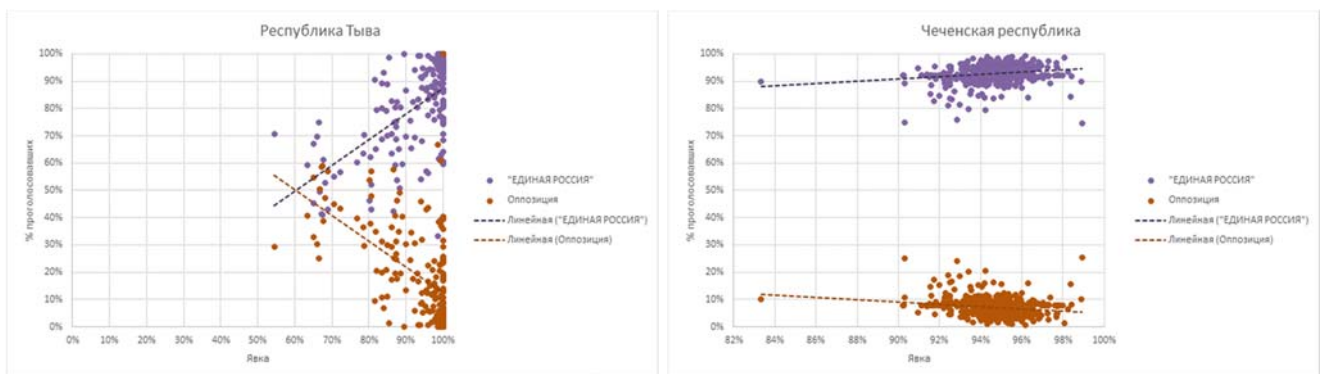 Республика Тыва
100%
90%
80%
70%
60%
50%
40%
30%
20%
10%
0%
% проголосовавших
0% 10% 20% 30% 40% 50% 60% 70% 80% 90% 100%
Явка
"ЕДИНАЯ РОССИЯ"
Оппозиция
Линейная ("ЕДИНАЯ РОССИЯ")
Линейная (Оппозиция)
Чеченская республика
100%
90%
80%
70%
60%
50%
40%
30%
20%
10%
0%
% проголосовавших
82% 84% 86% 88% 90% 92% 94% 96% 98% 100%
Явка
"ЕДИНАЯ РОССИЯ"
Оппозиция
Линейная ("ЕДИНАЯ РОССИЯ")
Линейная (Оппозиция)